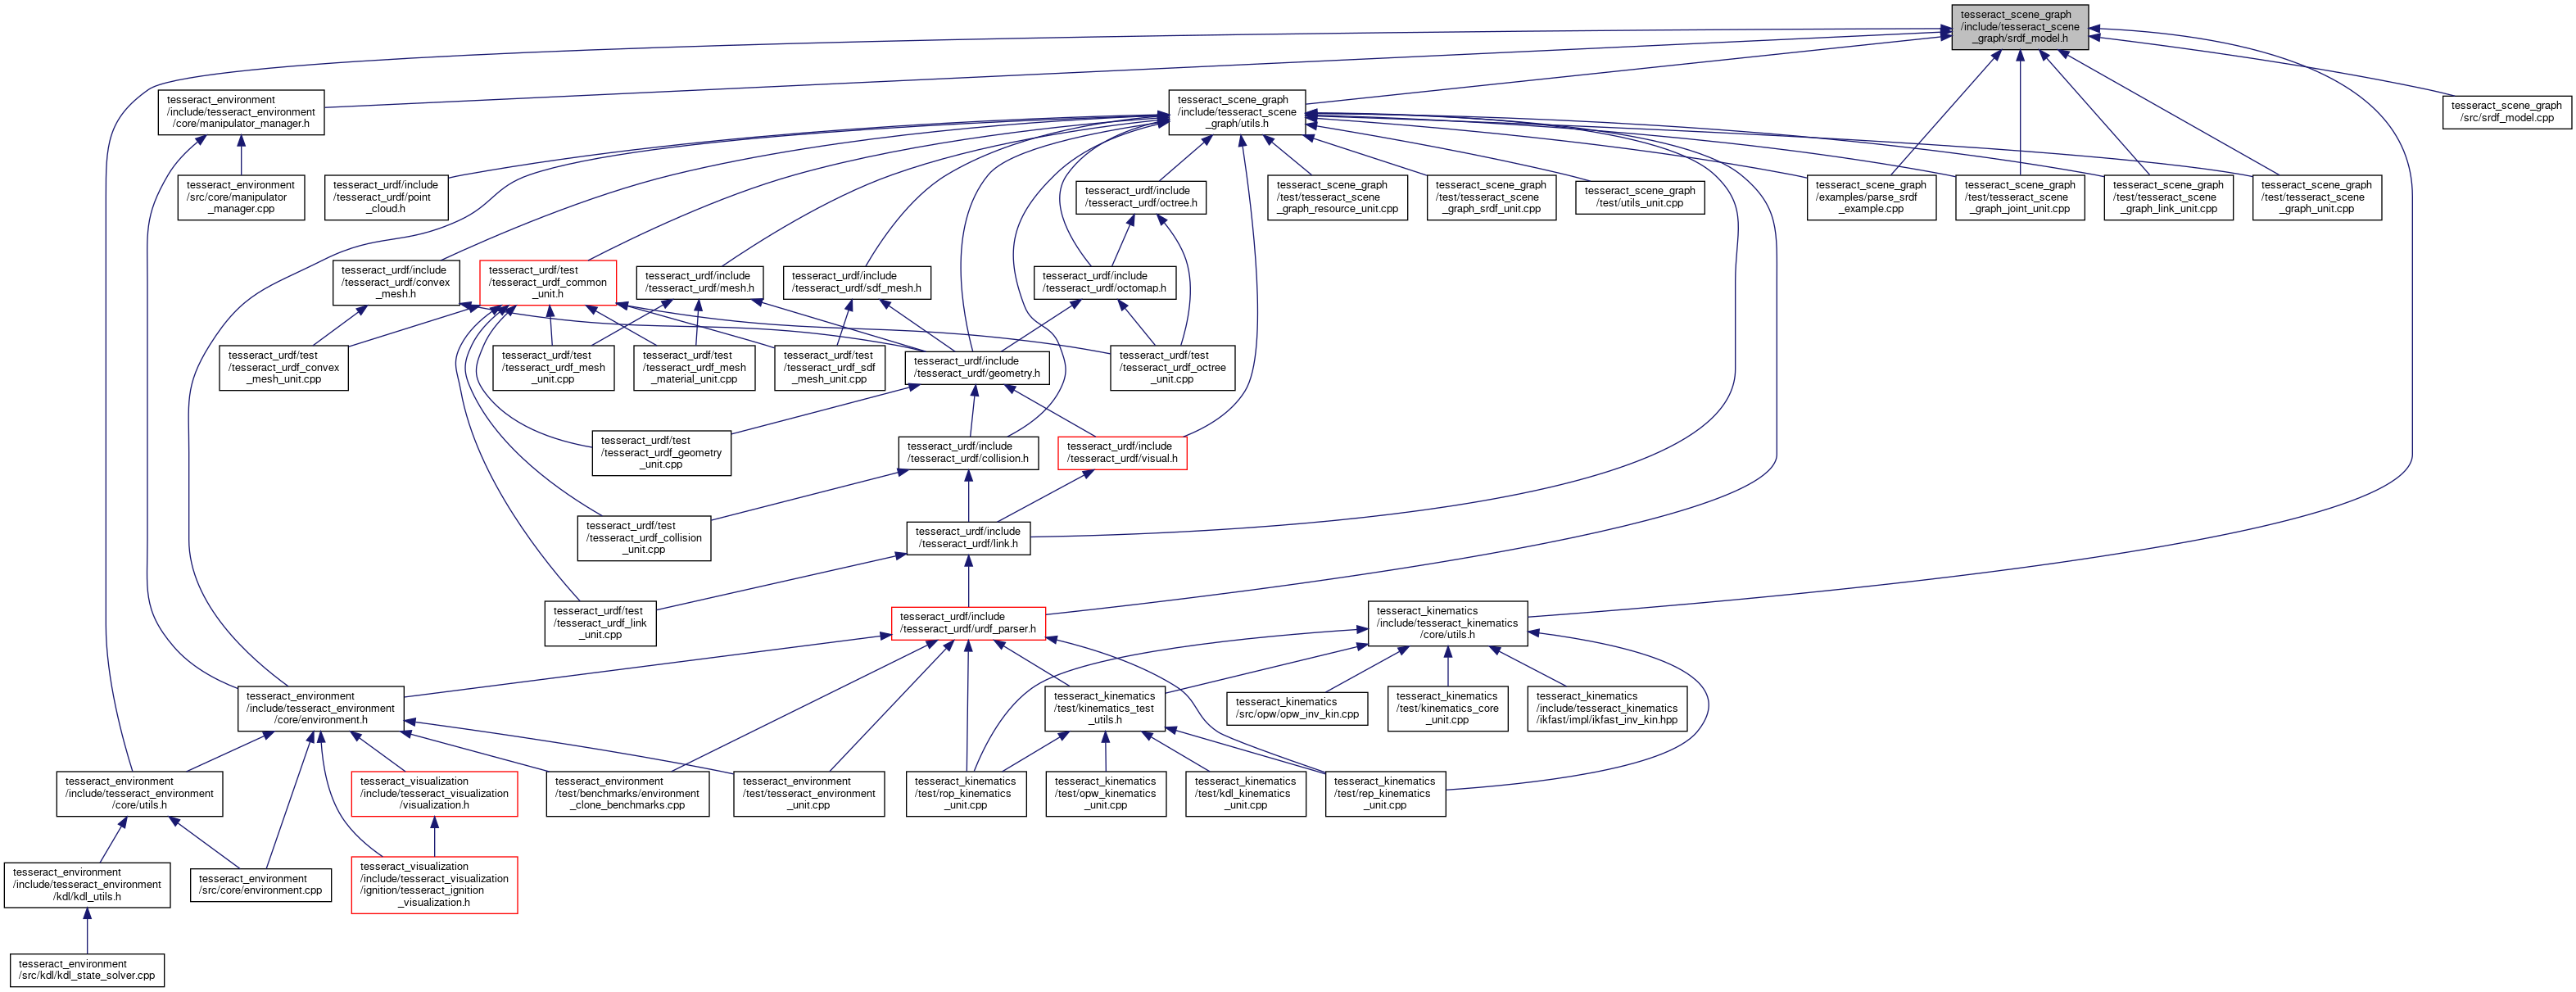 tesseract_scene_graph
/include/tesseract_scene
_graph/srdf_model.h
tesseract_environment
/include/tesseract_environment
/core/manipulator_manager.h
tesseract_scene_graph
/include/tesseract_scene
_graph/utils.h
tesseract_scene_graph
/src/srdf_model.cpp
tesseract_environment
/src/core/manipulator
_manager.cpp
tesseract_urdf/include
/tesseract_urdf/point
_cloud.h
tesseract_urdf/include
/tesseract_urdf/octree.h
tesseract_scene_graph
/test/tesseract_scene
_graph_resource_unit.cpp
tesseract_scene_graph
/test/tesseract_scene
_graph_srdf_unit.cpp
tesseract_scene_graph
/test/utils_unit.cpp
tesseract_scene_graph
/examples/parse_srdf
_example.cpp
tesseract_scene_graph
/test/tesseract_scene
_graph_joint_unit.cpp
tesseract_scene_graph
/test/tesseract_scene
_graph_link_unit.cpp
tesseract_scene_graph
/test/tesseract_scene
_graph_unit.cpp
tesseract_urdf/include
/tesseract_urdf/convex
_mesh.h
tesseract_urdf/test
/tesseract_urdf_common
_unit.h
tesseract_urdf/include
/tesseract_urdf/mesh.h
tesseract_urdf/include
/tesseract_urdf/sdf_mesh.h
tesseract_urdf/include
/tesseract_urdf/octomap.h
tesseract_urdf/test
/tesseract_urdf_convex
_mesh_unit.cpp
tesseract_urdf/test
/tesseract_urdf_mesh
_unit.cpp
tesseract_urdf/test
/tesseract_urdf_mesh
_material_unit.cpp
tesseract_urdf/test
/tesseract_urdf_sdf
_mesh_unit.cpp
tesseract_urdf/include
/tesseract_urdf/geometry.h
tesseract_urdf/test
/tesseract_urdf_octree
_unit.cpp
tesseract_urdf/test
/tesseract_urdf_geometry
_unit.cpp
tesseract_urdf/include
/tesseract_urdf/collision.h
tesseract_urdf/include
/tesseract_urdf/visual.h
tesseract_urdf/test
/tesseract_urdf_collision
_unit.cpp
tesseract_urdf/include
/tesseract_urdf/link.h
tesseract_urdf/test
/tesseract_urdf_link
_unit.cpp
tesseract_urdf/include
/tesseract_urdf/urdf_parser.h
tesseract_kinematics
/include/tesseract_kinematics
/core/utils.h
tesseract_environment
/include/tesseract_environment
/core/environment.h
tesseract_kinematics
/test/kinematics_test
_utils.h
tesseract_kinematics
/src/opw/opw_inv_kin.cpp
tesseract_kinematics
/test/kinematics_core
_unit.cpp
tesseract_kinematics
/include/tesseract_kinematics
/ikfast/impl/ikfast_inv_kin.hpp
tesseract_environment
/include/tesseract_environment
/core/utils.h
tesseract_visualization
/include/tesseract_visualization
/visualization.h
tesseract_environment
/test/benchmarks/environment
_clone_benchmarks.cpp
tesseract_environment
/test/tesseract_environment
_unit.cpp
tesseract_kinematics
/test/rop_kinematics
_unit.cpp
tesseract_kinematics
/test/opw_kinematics
_unit.cpp
tesseract_kinematics
/test/kdl_kinematics
_unit.cpp
tesseract_kinematics
/test/rep_kinematics
_unit.cpp
tesseract_environment
/include/tesseract_environment
/kdl/kdl_utils.h
tesseract_environment
/src/core/environment.cpp
tesseract_visualization
/include/tesseract_visualization
/ignition/tesseract_ignition
_visualization.h
tesseract_environment
/src/kdl/kdl_state_solver.cpp